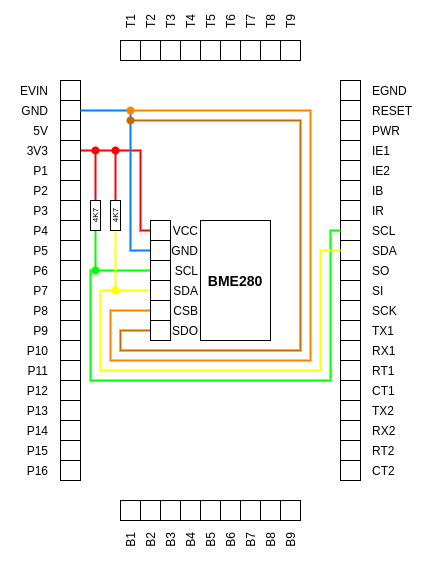 T1 T2 T3 T4 T5 T6 T7 T8 T9
EVIN EGND
GND RESET
5V PWR
3V3 IE1
P1 IE2
P2 IB
P3 4K7 4K7 IR
P4 VCC SCL
P5 GND SDA
P6 SCL SO
P7 SDA BME280 SI
P8 CSB SCK
P9 SDO TX1
P10 RX1
P11 RT1
P12 CT1
P13 TX2
P14 RX2
P15 RT2
P16 CT2
B1 B2 B3 B4 B5 B6 B7 B8 B9